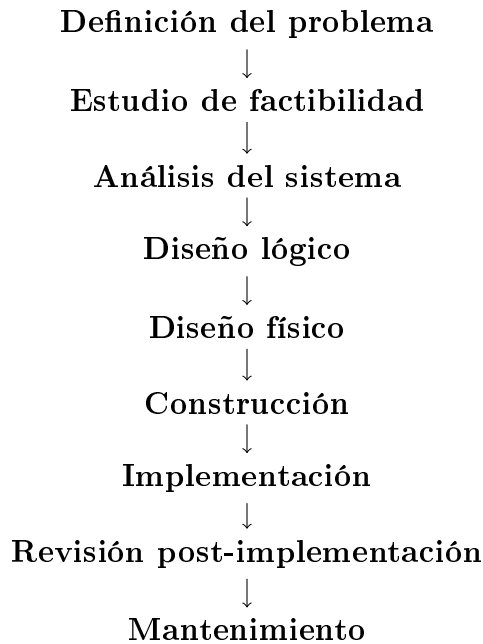 Definición del problema
Estudio de factibilidad
Análisis del sistema
Diseño lógico
Diseño físico
Construcción
Implementación
Revisión post-implementación
Mantenimiento